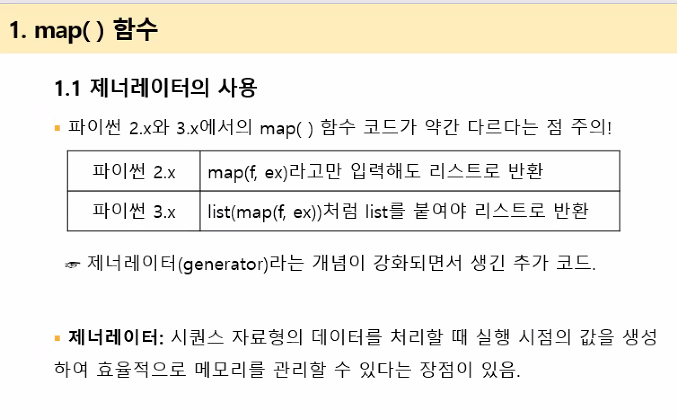 1. map( ) 함수
1.1 제너레이터의 사용
▪ 파이썬 2.x와 3.x에서의 map( ) 함수 코드가 약간 다르다는 점 주의!
파이썬 2.x map(f, ex)라고만 입력해도 리스트로 반환
파이썬 3.x list(map(f, ex))처럼 list를 붙여야 리스트로 반환
☞ 제너레이터(generator)라는 개념이 강화되면서 생긴 추가 코드.
▪ 제너레이터: 시퀀스 자료형의 데이터를 처리할 때 실행 시점의 값을 생성
하여 효율적으로 메모리를 관리할 수 있다는 장점이 있음.